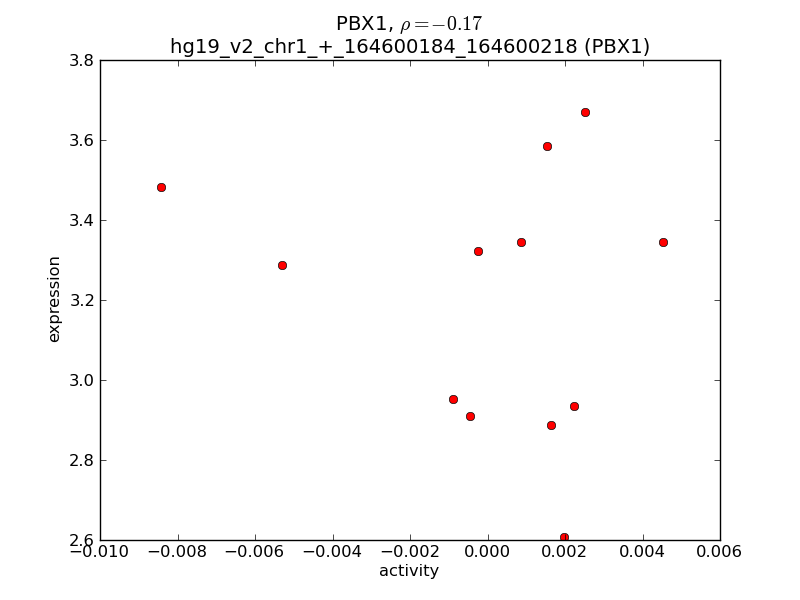 PBX1, ρ = −0.17
hg19_v2_chr1_+_164600184_164600218 (PBX1)
3.8
3.6
3.4
3.2
3.0
2.8
2.6
expression
−0.010 −0.008 −0.006 −0.004 −0.002 0.000 0.002 0.004 0.006
activity